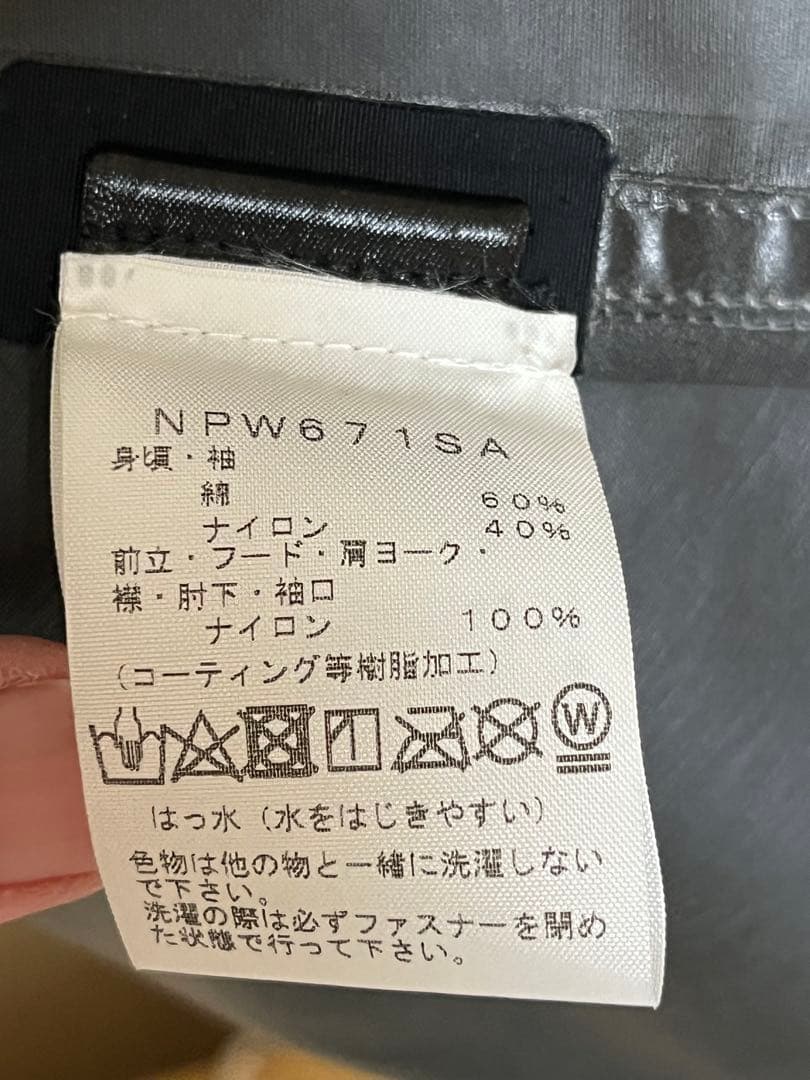 NPW671SA
身頃・袖
綿 60%
ナイロン 40%
前立・フード・肩ヨーク・
襟・肘下・袖口
ナイロン 100%
(コーティング等樹脂加工)
W
はっ水(水をはじきやすい)
色物は他の物と一緒に洗濯しない
で下さい。
洗濯の際は必ずファスナーを閉め
た状態で行って下さい。